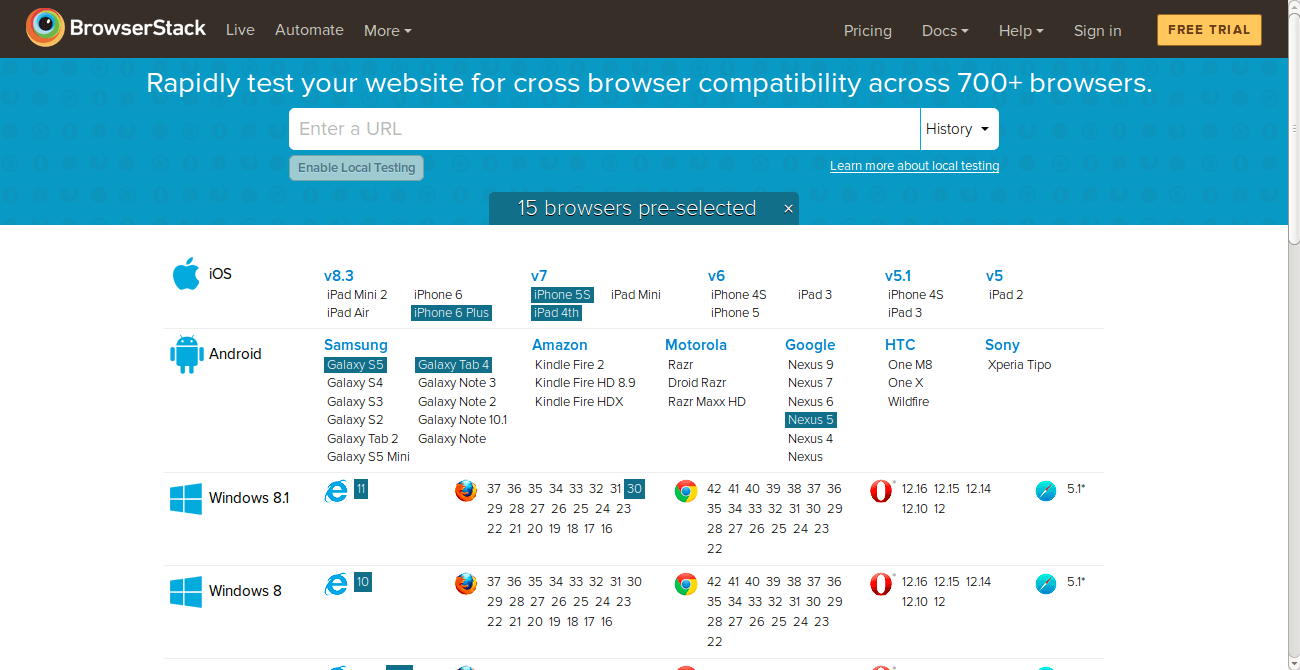 BrowserStack Live Automate More Pricing Docs Help Sign in FREE TRIAL
Rapidly test your website for cross browser compatibility across 700+ browsers.
Enter a URL History
Enable Local Testing Learn more about local testing
15 browsers pre-selected ×
iOS
v8.3 v7 v6 v5.1 v5
iPad Mini 2 iPhone 6 iPhone 5S iPad Mini iPhone 4S iPad 3 iPhone 4S iPad 2
iPad Air iPhone 6 Plus iPad 4th iPhone 5 iPad 3
Android
Samsung Amazon Motorola Google HTC Sony
Galaxy S5 Galaxy Tab 4 Kindle Fire 2 Razr Nexus 9 One M8 Xperia Tipo
Galaxy S4 Galaxy Note 3 Kindle Fire HD 8.9 Droid Razr Nexus 7 One X
Galaxy S3 Galaxy Note 2 Kindle Fire HDX Razr Maxx HD Nexus 6 Wildfire
Galaxy S2 Galaxy Note 10.1 Nexus 5
Galaxy Tab 2 Galaxy Note Nexus 4
Galaxy S5 Mini Nexus
Windows 8.1 11 37 36 35 34 33 32 31 30 42 41 40 39 38 37 36 * 12.16 12.15 12.14 5.1*
29 28 27 26 25 24 23 35 34 33 32 31 30 29 12.10 12
22 21 20 19 18 17 16 28 27 26 25 24 23
22
Windows 8 10 37 36 35 34 33 32 31 30 42 41 40 39 38 37 36 * 12.16 12.15 12.14 5.1*
29 28 27 26 25 24 23 35 34 33 32 31 30 29 12.10 12
22 21 20 19 18 17 16 28 27 26 25 24 23
22